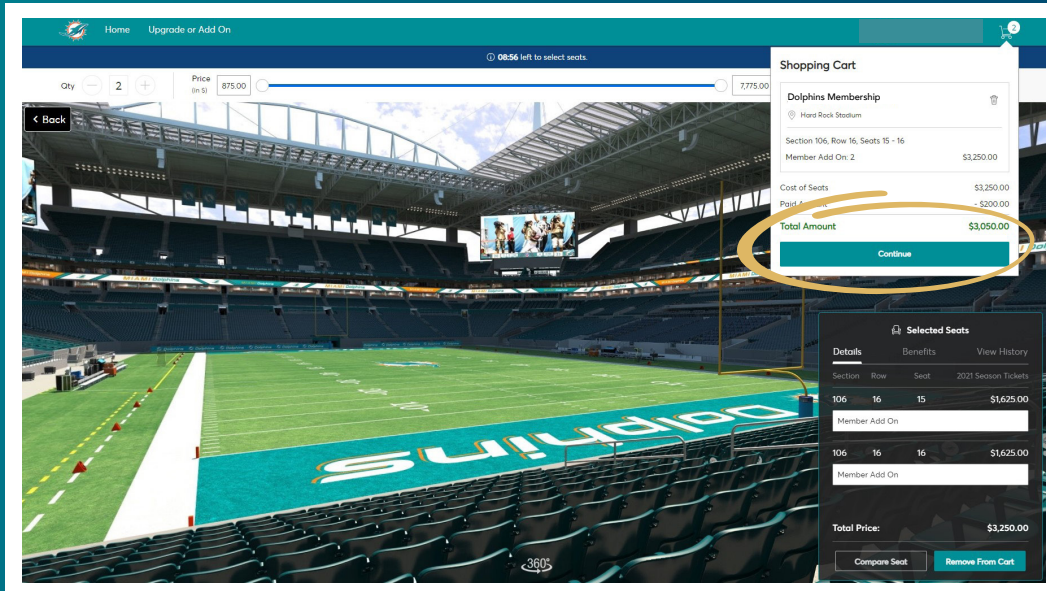 Home Upgrade or Add On
2
08:56 left to select seats.
Qty 2 Price (in $) 875.00 7,775.00
Back
Shopping Cart
Dolphins Membership
Hard Rock Stadium
Section 106, Row 16, Seats 15 - 16
Member Add On: 2 $3,250.00
Cost of Seats $3,250.00
Paid - $200.00
Total Amount $3,050.00
Continue
MIAMI Dolphins
Dolphins
Selected Seats
Details Benefits View History
Section Row Seat 2021 Season Tickets
106 16 15 $1,625.00
Member Add On
106 16 16 $1,625.00
Member Add On
Total Price: $3,250.00
Compare Seat Remove From Cart
360°